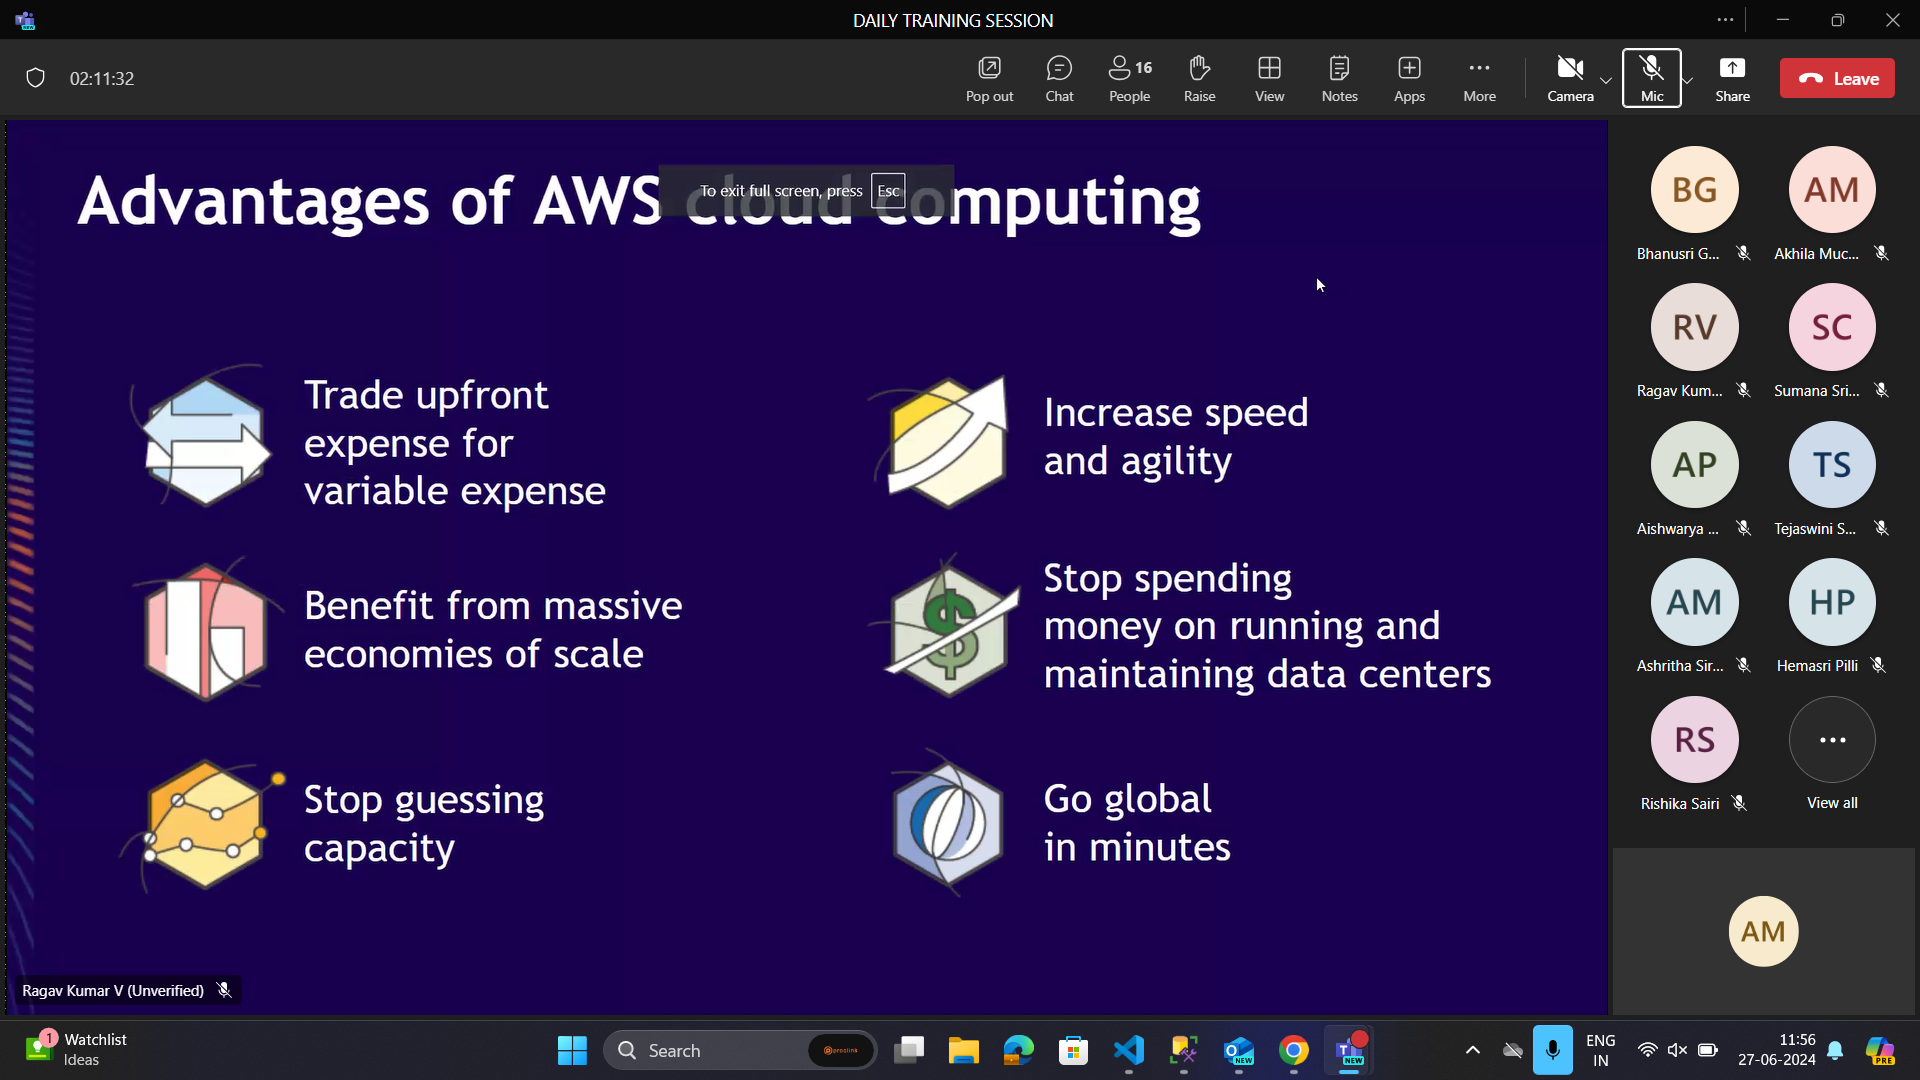 DAILY TRAINING SESSION
02:11:32
Pop out
Chat
16
People
Raise
View
Notes
Apps
More
Camera
Mic
Share
Leave
Advantages of AWS cloud computing
To exit full screen, press Esc
Trade upfront
expense for
variable expense
Increase speed
and agility
Benefit from massive
economies of scale
Stop spending
money on running and
maintaining data centers
Stop guessing
capacity
Go global
in minutes
Ragav Kumar V (Unverified)
BG
AM
Bhanusri G...
Akhila Muc...
RV
SC
Ragav Kum...
Sumana Sri...
AP
TS
Aishwarya ...
Tejaswini S...
AM
HP
Ashritha Sir...
Hemasri Pilli
RS
Rishika Sairi
View all
AM
1
Watchlist
Ideas
Search
proclink
NEW
NEW
ENG
IN
11:56
27-06-2024
PRE